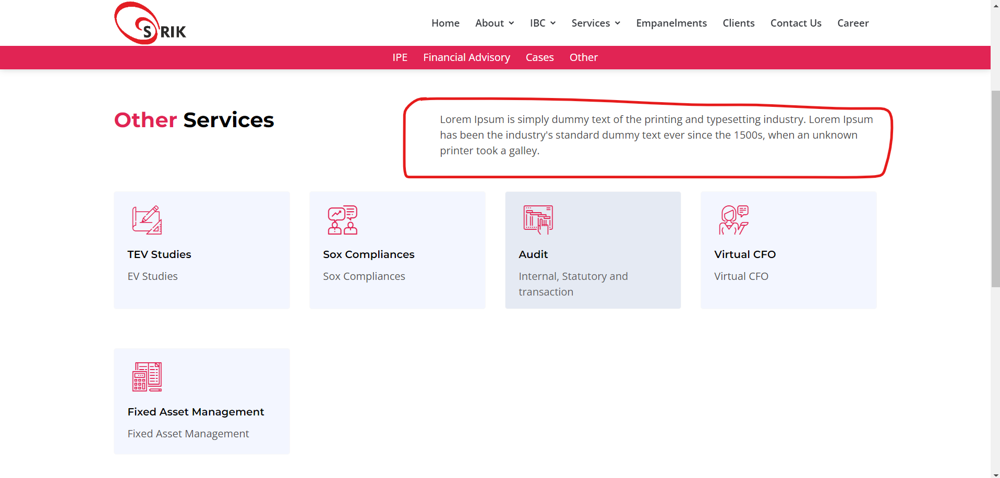 S RIK
Home About IBC Services Empanelments Clients Contact Us Career
IPE Financial Advisory Cases Other
Other Services
Lorem Ipsum is simply dummy text of the printing and typesetting industry. Lorem Ipsum
has been the industry's standard dummy text ever since the 1500s, when an unknown
printer took a galley.
TEV Studies
EV Studies
Sox Compliances
Sox Compliances
Audit
Internal, Statutory and
transaction
Virtual CFO
Virtual CFO
Fixed Asset Management
Fixed Asset Management